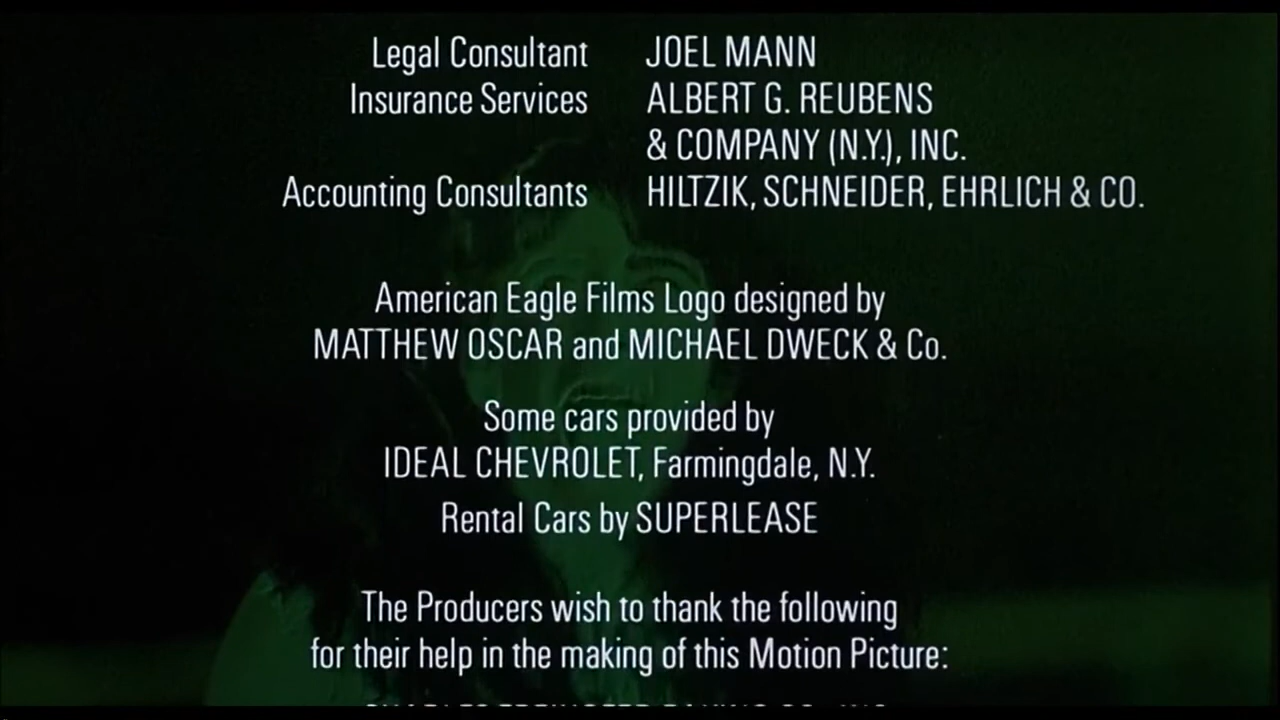 Legal Consultant JOEL MANN
Insurance Services ALBERT G. REUBENS
& COMPANY (N.Y.), INC.
Accounting Consultants HILTZIK, SCHNEIDER, EHRLICH & CO.
American Eagle Films Logo designed by
MATTHEW OSCAR and MICHAEL DWECK & Co.
Some cars provided by
IDEAL CHEVROLET, Farmingdale, N.Y.
Rental Cars by SUPERLEASE
The Producers wish to thank the following
for their help in the making of this Motion Picture: